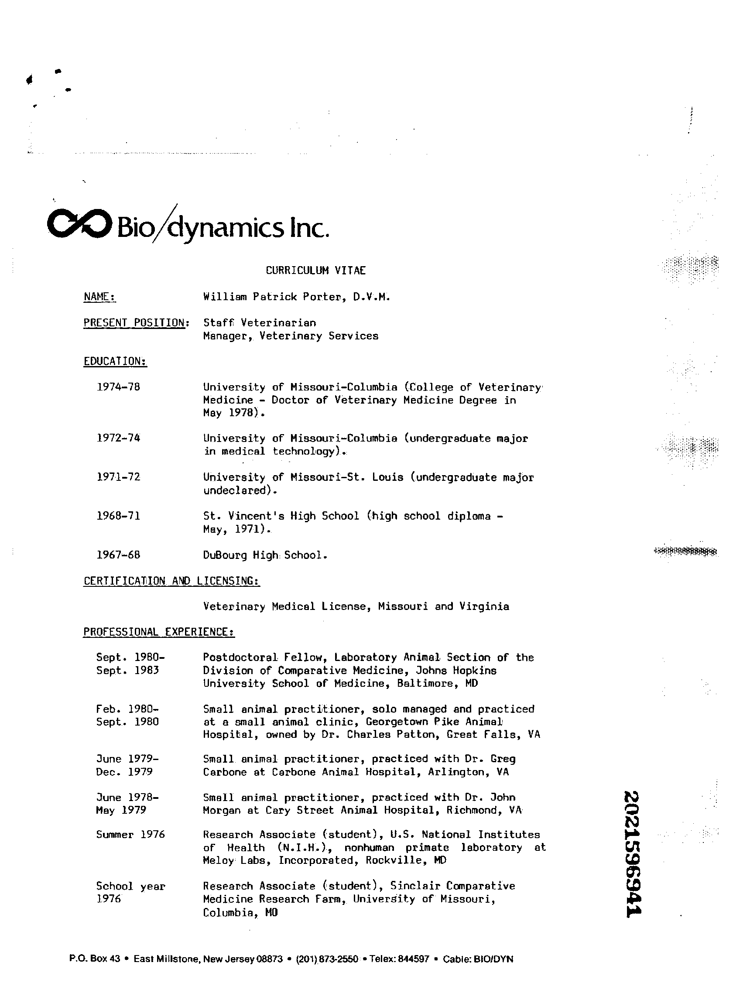 Bio/dynamics Inc.
CURRICULUM VITAE
NAME: William Patrick Porter, D.V.M.
PRESENT POSITION: Staff Veterinarian
Manager, Veterinary Services
EDUCATION:
1974-78 University of Missouri-Columbia (College of Veterinary
Medicine - Doctor of Veterinary Medicine Degree in
May 1978).
1972-74 University of Missouri-Columbia (undergraduate major
in medical technology).
1971-72 University of Missouri-St. Louis (undergraduate major
undeclared).
1968-71 St. Vincent's High School (high school diploma -
May, 1971).
1967-68 DuBourg High School.
CERTIFICATION AND LICENSING:
Veterinary Medical License, Missouri and Virginia
PROFESSIONAL EXPERIENCE:
Sept. 1980- Postdoctoral Fellow, Laboratory Animal Section of the
Sept. 1983 Division of Comparative Medicine, Johns Hopkins
University School of Medicine, Baltimore, MD
Feb. 1980- Small animal practitioner, solo managed and practiced
Sept. 1980 at a small animal clinic, Georgetown Pike Animal
Hospital, owned by Dr. Charles Patton, Great Falls, VA
June 1979- Small animal practitioner, practiced with Dr. Greg
Dec. 1979 Carbone at Carbone Animal Hospital, Arlington, VA
June 1978- Small animal practitioner, practiced with Dr. John
May 1979 Morgan at Cary Street Animal Hospital, Richmond, VA
Summer 1976 Research Associate (student), U.S. National Institutes
of Health (N.I.H.), nonhuman primate laboratory at
Meloy Labs, Incorporated, Rockville, MD
School year Research Associate (student), Sinclair Comparative
1976 Medicine Research Farm, University of Missouri,
Columbia, MO
2021596941
P.O. Box 43 • East Millstone, New Jersey 08873 • (201) 873-2550 • Telex: 844597 • Cable: BIO/DYN